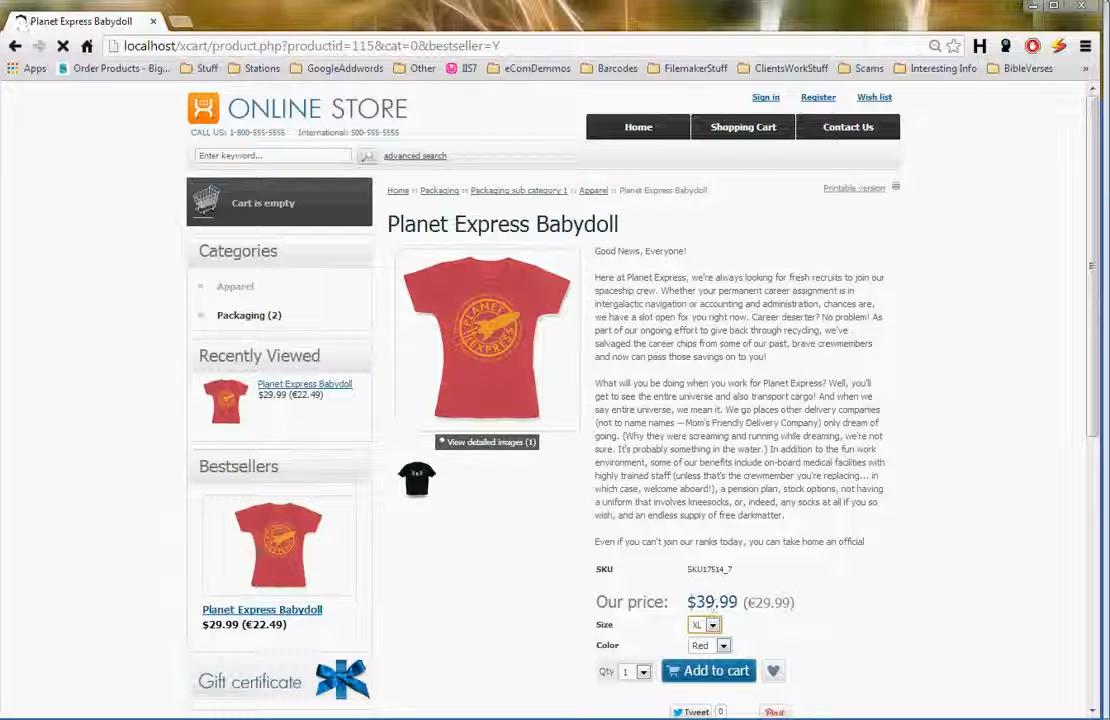 Planet Express Babydoll
localhost/xcart/product.php?productid=115&cat=0&bestseller=Y
Apps Order Products - Big... Stuff Stations GoogleAddwords Other IIS7 eComDemmos Barcodes FilemakerStuff ClientsWorkStuff Scams Interesting Info BibleVerses »
Sign in Register Wish list
ONLINE STORE
CALL US: 1-800-555-5555 International: 500-555-5555
Home Shopping Cart Contact Us
Enter keyword... advanced search
Cart is empty
Home :: Packaging :: Packaging sub category 1 :: Apparel :: Planet Express Babydoll
Printable version
Planet Express Babydoll
Categories
Apparel
Packaging (2)
Recently Viewed
Planet Express Babydoll
$29.99 (€22.49)
Bestsellers
Planet Express Babydoll
$29.99 (€22.49)
Gift certificate
PLANET
EXPRESS
View detailed images (1)
Good News, Everyone!
Here at Planet Express, we're always looking for fresh recruits to join our
spaceship crew. Whether your permanent career assignment is in
intergalactic navigation or accounting and administration, chances are,
we have a slot open for you right now. Career deserter? No problem! As
part of our ongoing effort to give back through recycling, we've
salvaged the career chips from some of our past, brave crewmembers
and now can pass those savings on to you!
What will you be doing when you work for Planet Express? Well, you'll
get to see the entire universe and also transport cargo! And when we
say entire universe, we mean it. We go places other delivery companies
(not to name names — Mom's Friendly Delivery Company) only dream of
going. (Why they were screaming and running while dreaming, we're not
sure. It's probably something in the water.) In addition to the fun work
environment, some of our benefits include on-board medical facilities with
highly trained staff (unless that's the crewmember you're replacing... in
which case, welcome aboard!), a pension plan, stock options, not having
a uniform that involves kneesocks, or, indeed, any socks at all if you so
wish, and an endless supply of free darkmatter.
Even if you can't join our ranks today, you can take home an official
SKU SKU17514_7
Our price: $39.99 (€29.99)
Size XL
Color Red
Qty 1 Add to cart
Tweet 0 Pin it